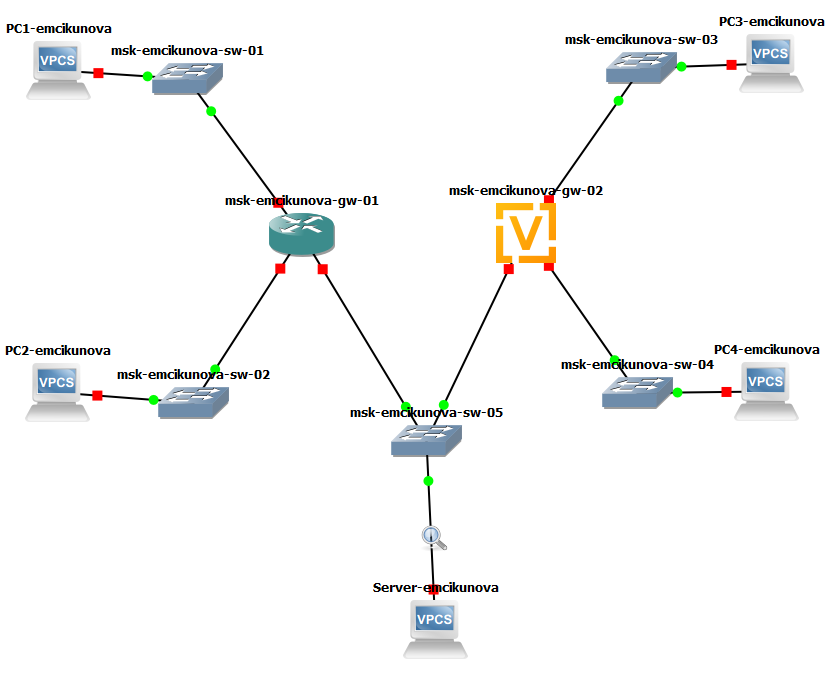 PC1-emcikunova
VPCS
msk-emcikunova-sw-01
msk-emcikunova-sw-03
PC3-emcikunova
VPCS
msk-emcikunova-gw-01
msk-emcikunova-gw-02
V
PC2-emcikunova
VPCS
msk-emcikunova-sw-02
msk-emcikunova-sw-04
PC4-emcikunova
VPCS
msk-emcikunova-sw-05
Server-emcikunova
VPCS